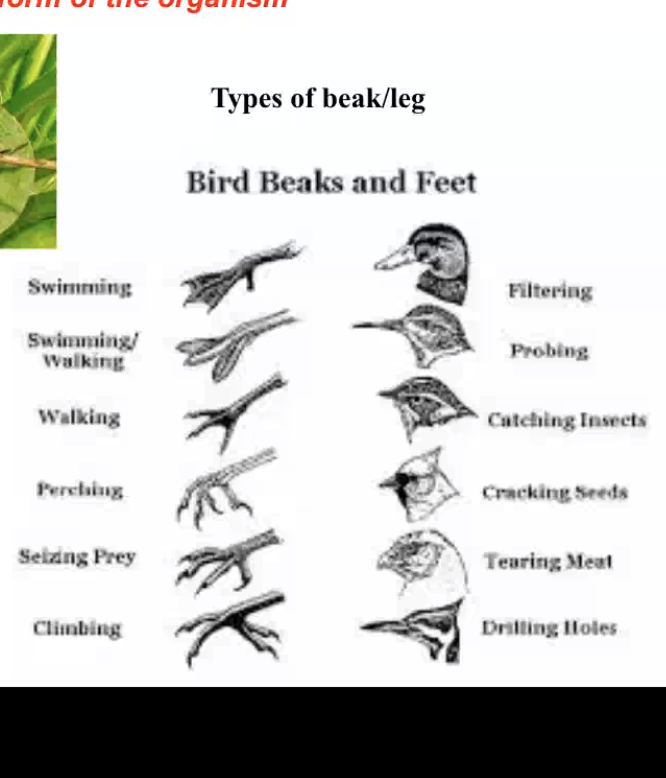 form of the organism
Types of beak/leg
Bird Beaks and Feet
Swimming
Filtering
Swimming/
Walking
Probing
Walking
Catching Insects
Perching
Cracking Seeds
Seizing Prey
Tearing Meat
Climbing
Drilling Holes